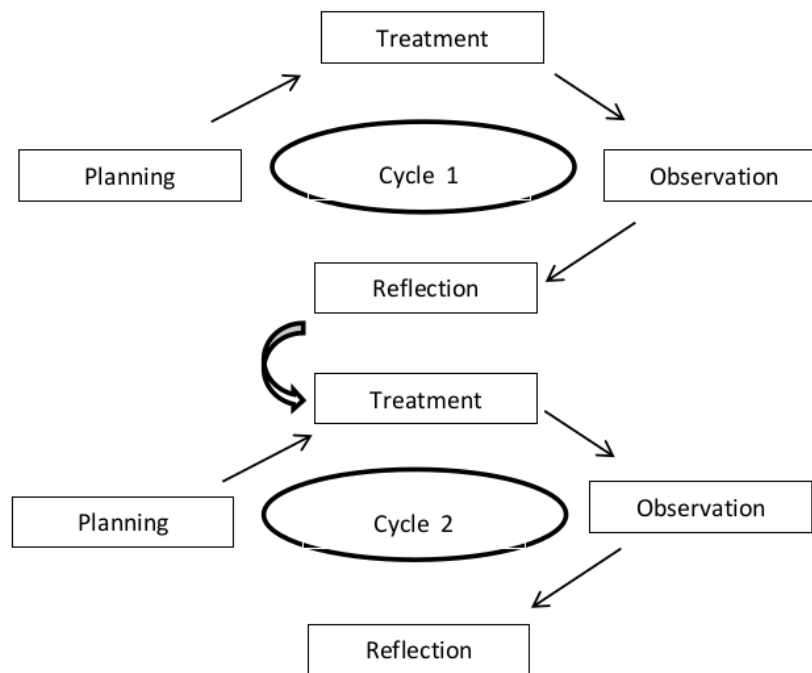 Treatment
Planning
Cycle 1
Observation
Reflection
Treatment
Planning
Cycle 2
Observation
Reflection